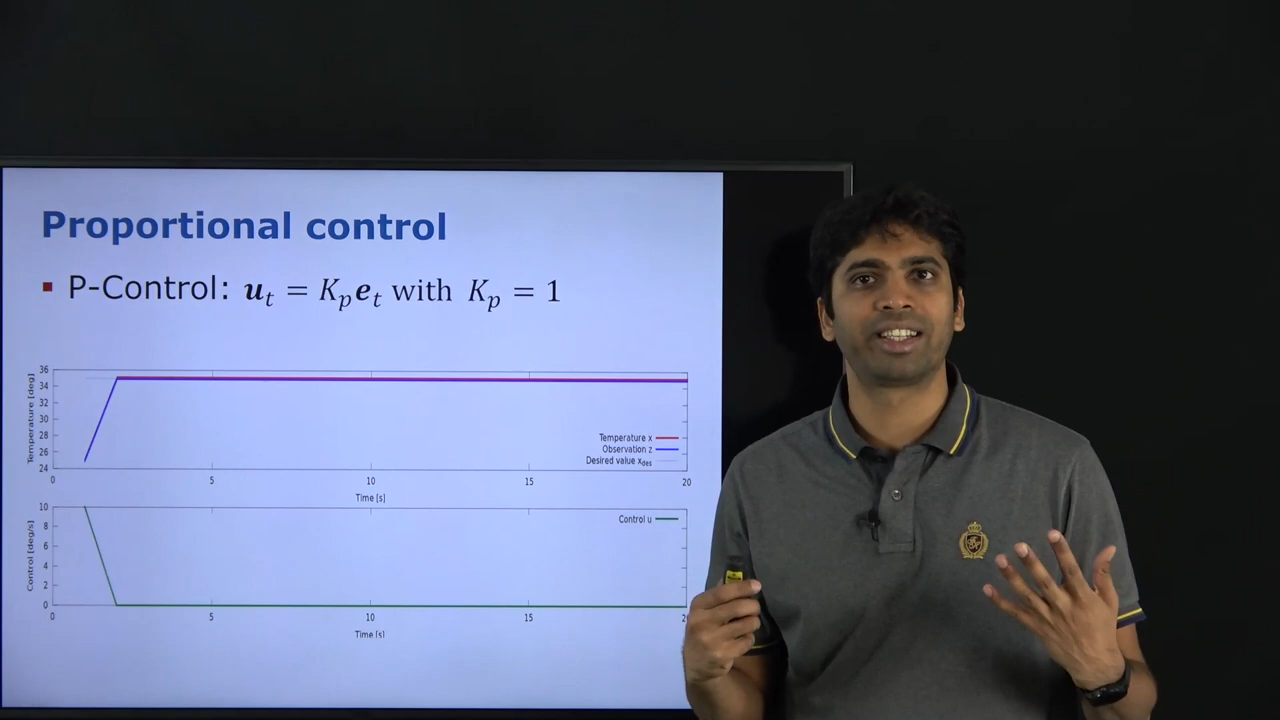 Proportional control
▪ P-Control: uₜ = Kₚeₜ with Kₚ = 1
36
34
32
30
28
26
24
Temperature [deg]
Temperature x
Observation z
Desired value x_des
0 5 10 15 20
Time [s]
10
8
6
4
2
0
Control [deg/s]
Control u
0 5 10 15 2
Time [s]